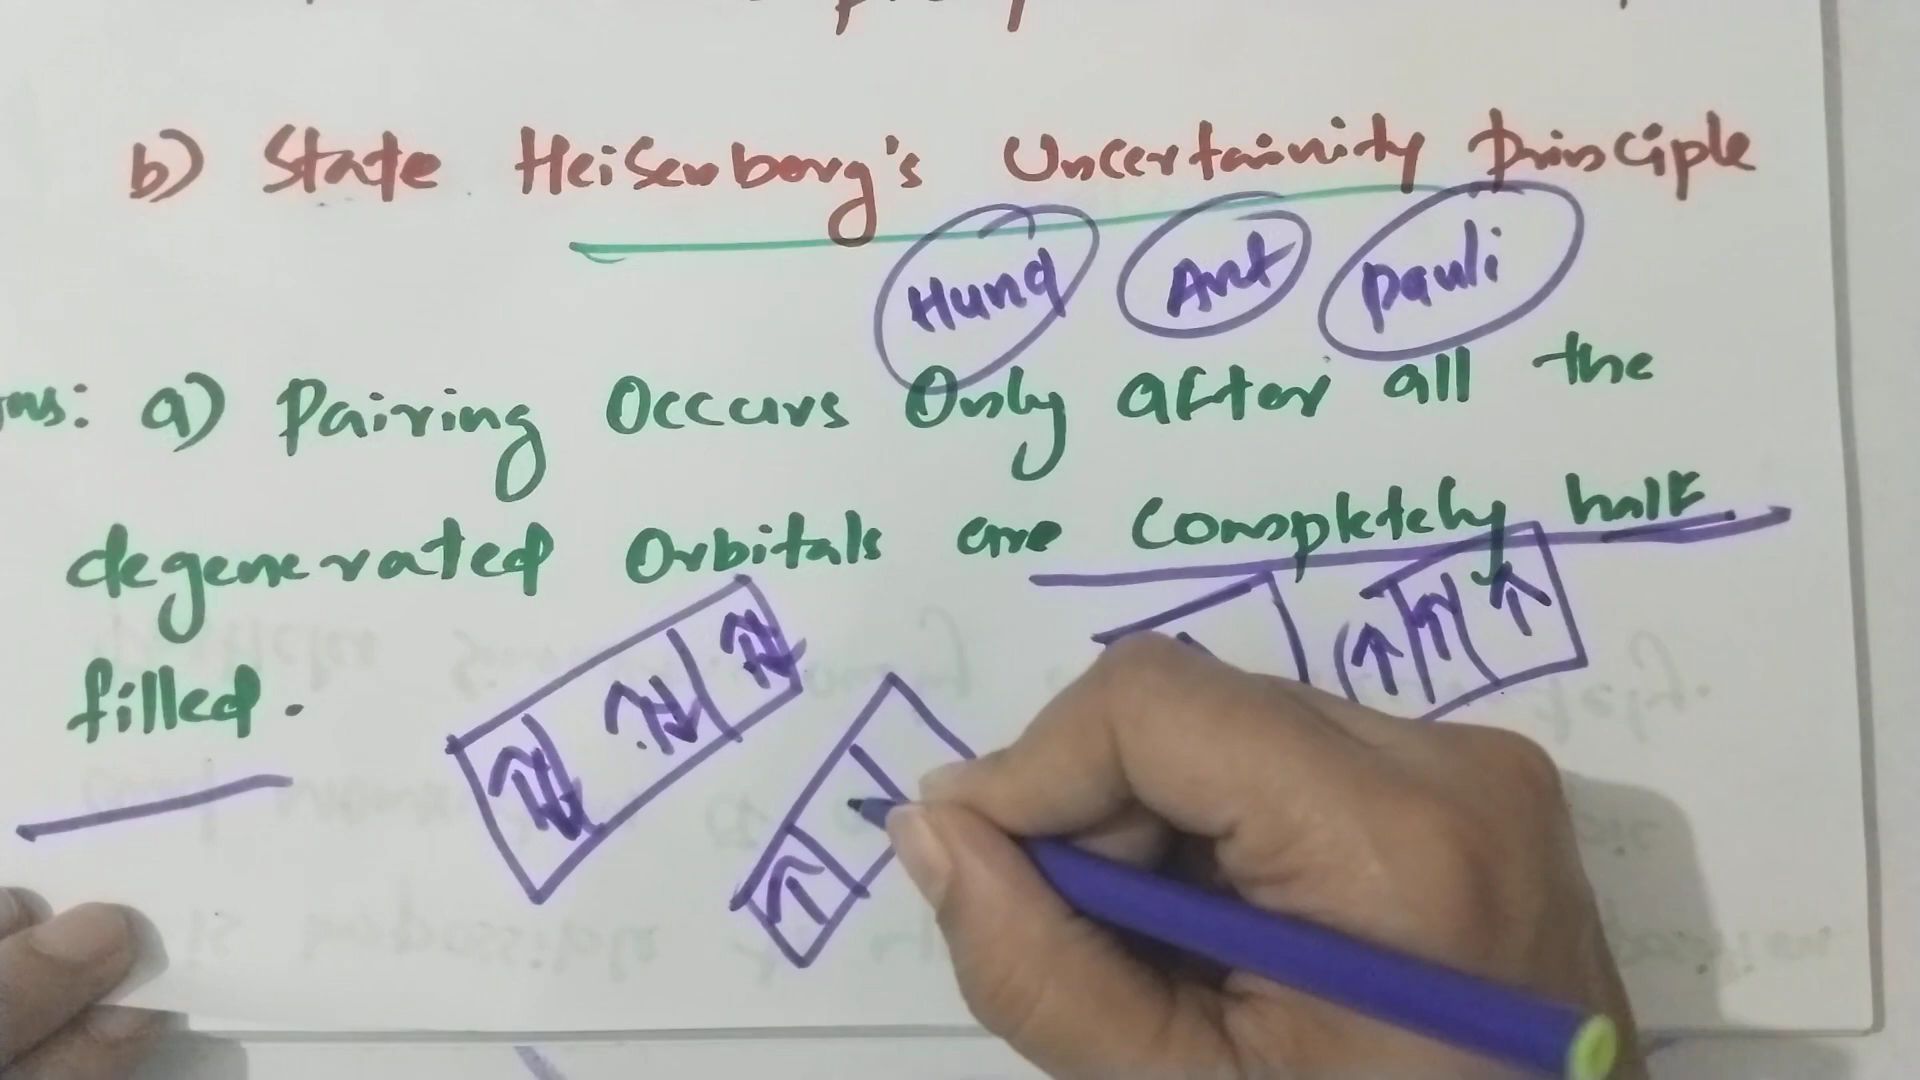 b) State Heisenberg's Uncertainity Principle
Hund Auf Pauli
ans: a) Pairing Occurs Only after all the
degenerated Orbitals are Completely half
filled.